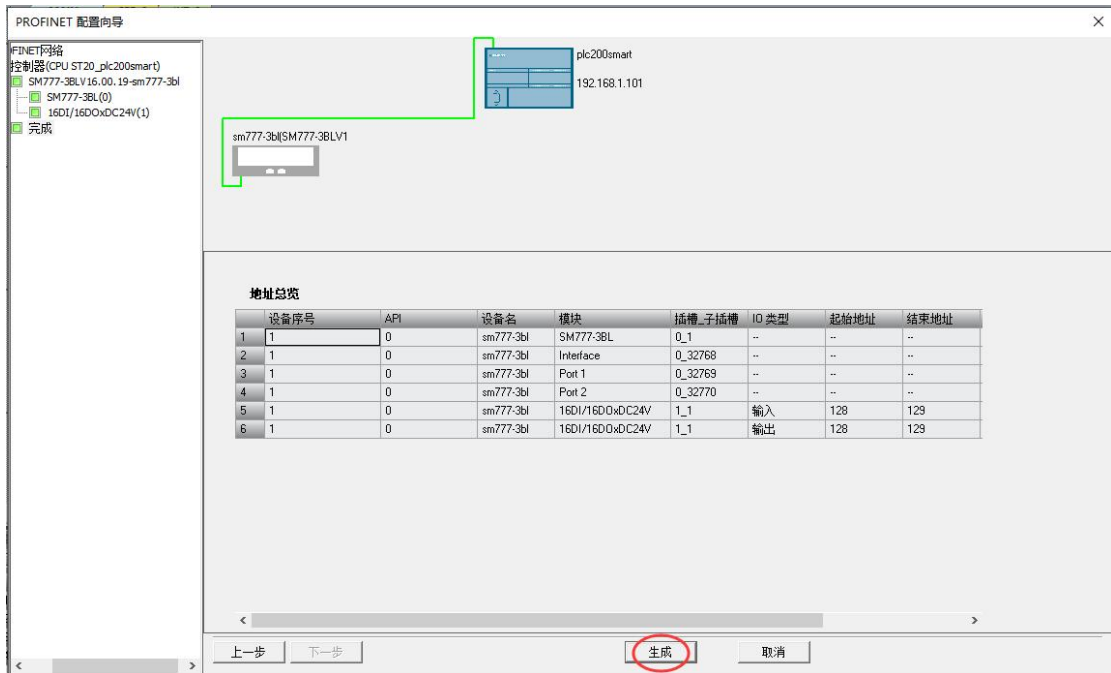 PROFINET 配置向导
FINET网络
控制器(CPU ST20_plc200smart)
SM777-3BLV16.00.19-sm777-3bl
SM777-3BL(0)
16DI/16DOxDC24V(1)
完成
plc200smart
192.168.1.101
sm777-3bl(SM777-3BLV1
地址总览
设备序号 API 设备名 模块 插槽_子插槽 IO 类型 起始地址 结束地址
1 1 0 sm777-3bl SM777-3BL 0_1 -- -- --
2 1 0 sm777-3bl Interface 0_32768 -- -- --
3 1 0 sm777-3bl Port 1 0_32769 -- -- --
4 1 0 sm777-3bl Port 2 0_32770 -- -- --
5 1 0 sm777-3bl 16DI/16DOxDC24V 1_1 输入 128 129
6 1 0 sm777-3bl 16DI/16DOxDC24V 1_1 输出 128 129
上一步 下一步 生成 取消